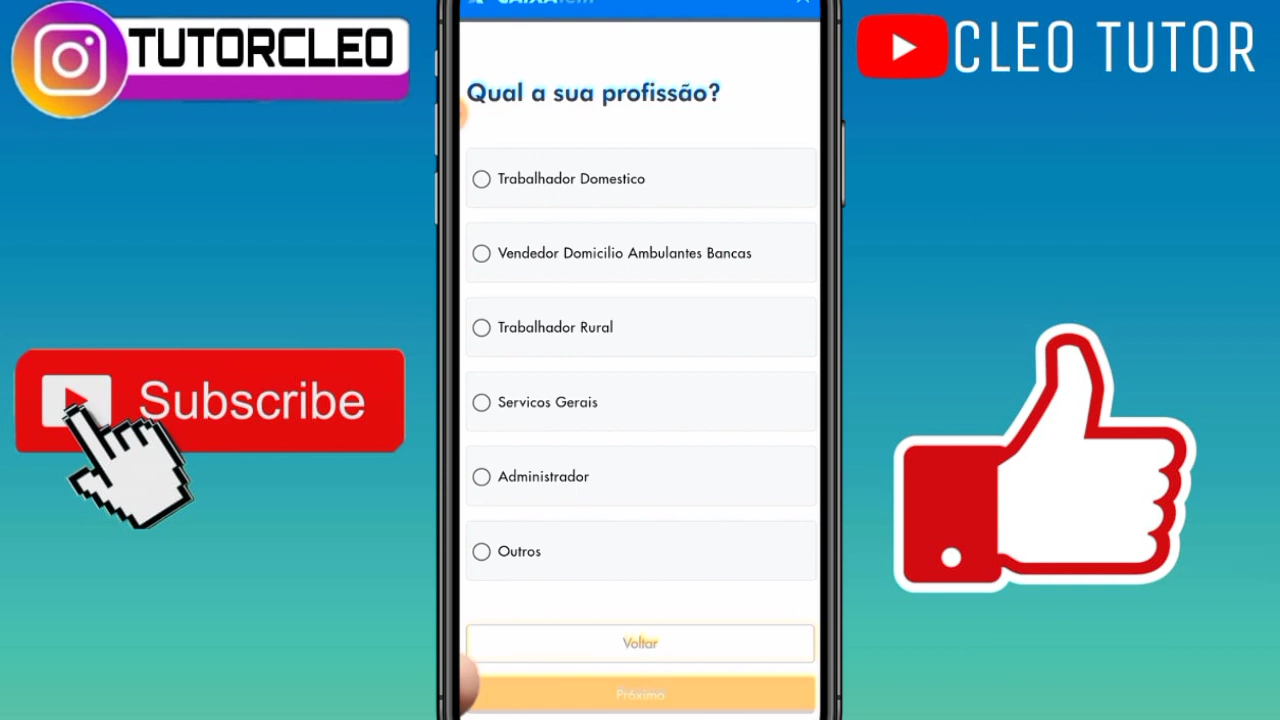 TUTORCLEO
CLEO TUTOR
CAIXATem
Qual a sua profissão?
Trabalhador Domestico
Vendedor Domicilio Ambulantes Bancas
Trabalhador Rural
Subscribe
Servicos Gerais
Administrador
Outros
Voltar
Próximo